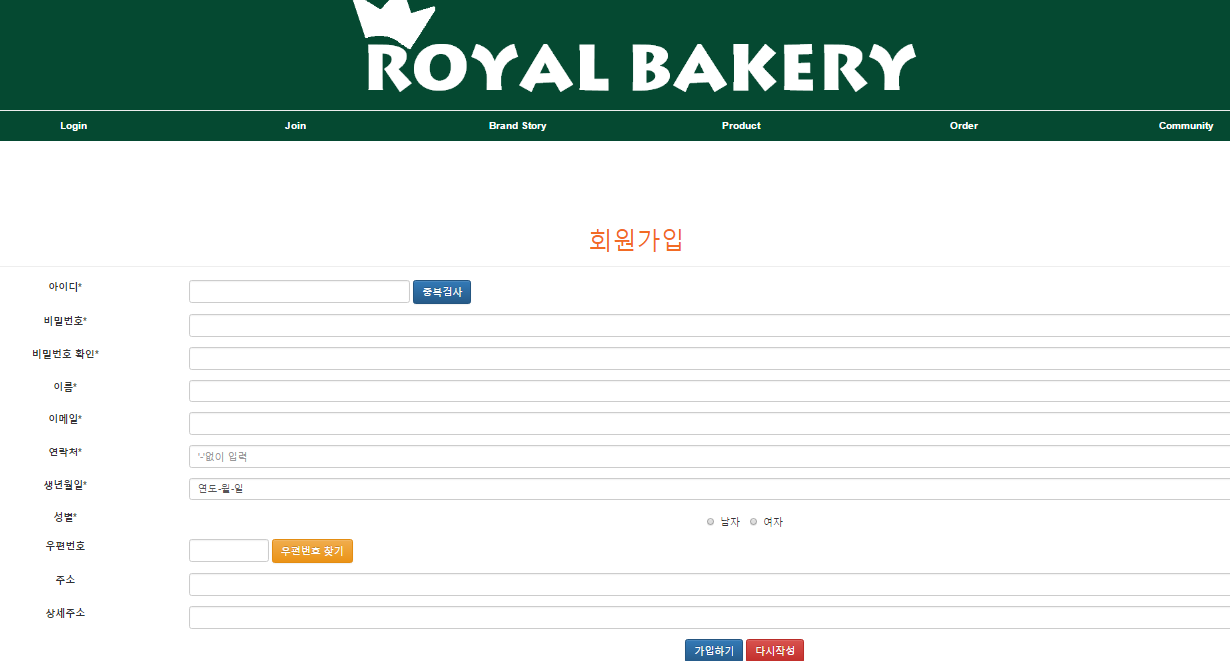 ROYAL BAKERY
Login Join Brand Story Product Order Community
회원가입
아이디* 중복검사
비밀번호*
비밀번호 확인*
이름*
이메일*
연락처* '-'없이 입력
생년월일* 연도-월-일
성별* 남자 여자
우편번호 우편번호 찾기
주소
상세주소
가입하기 다시작성